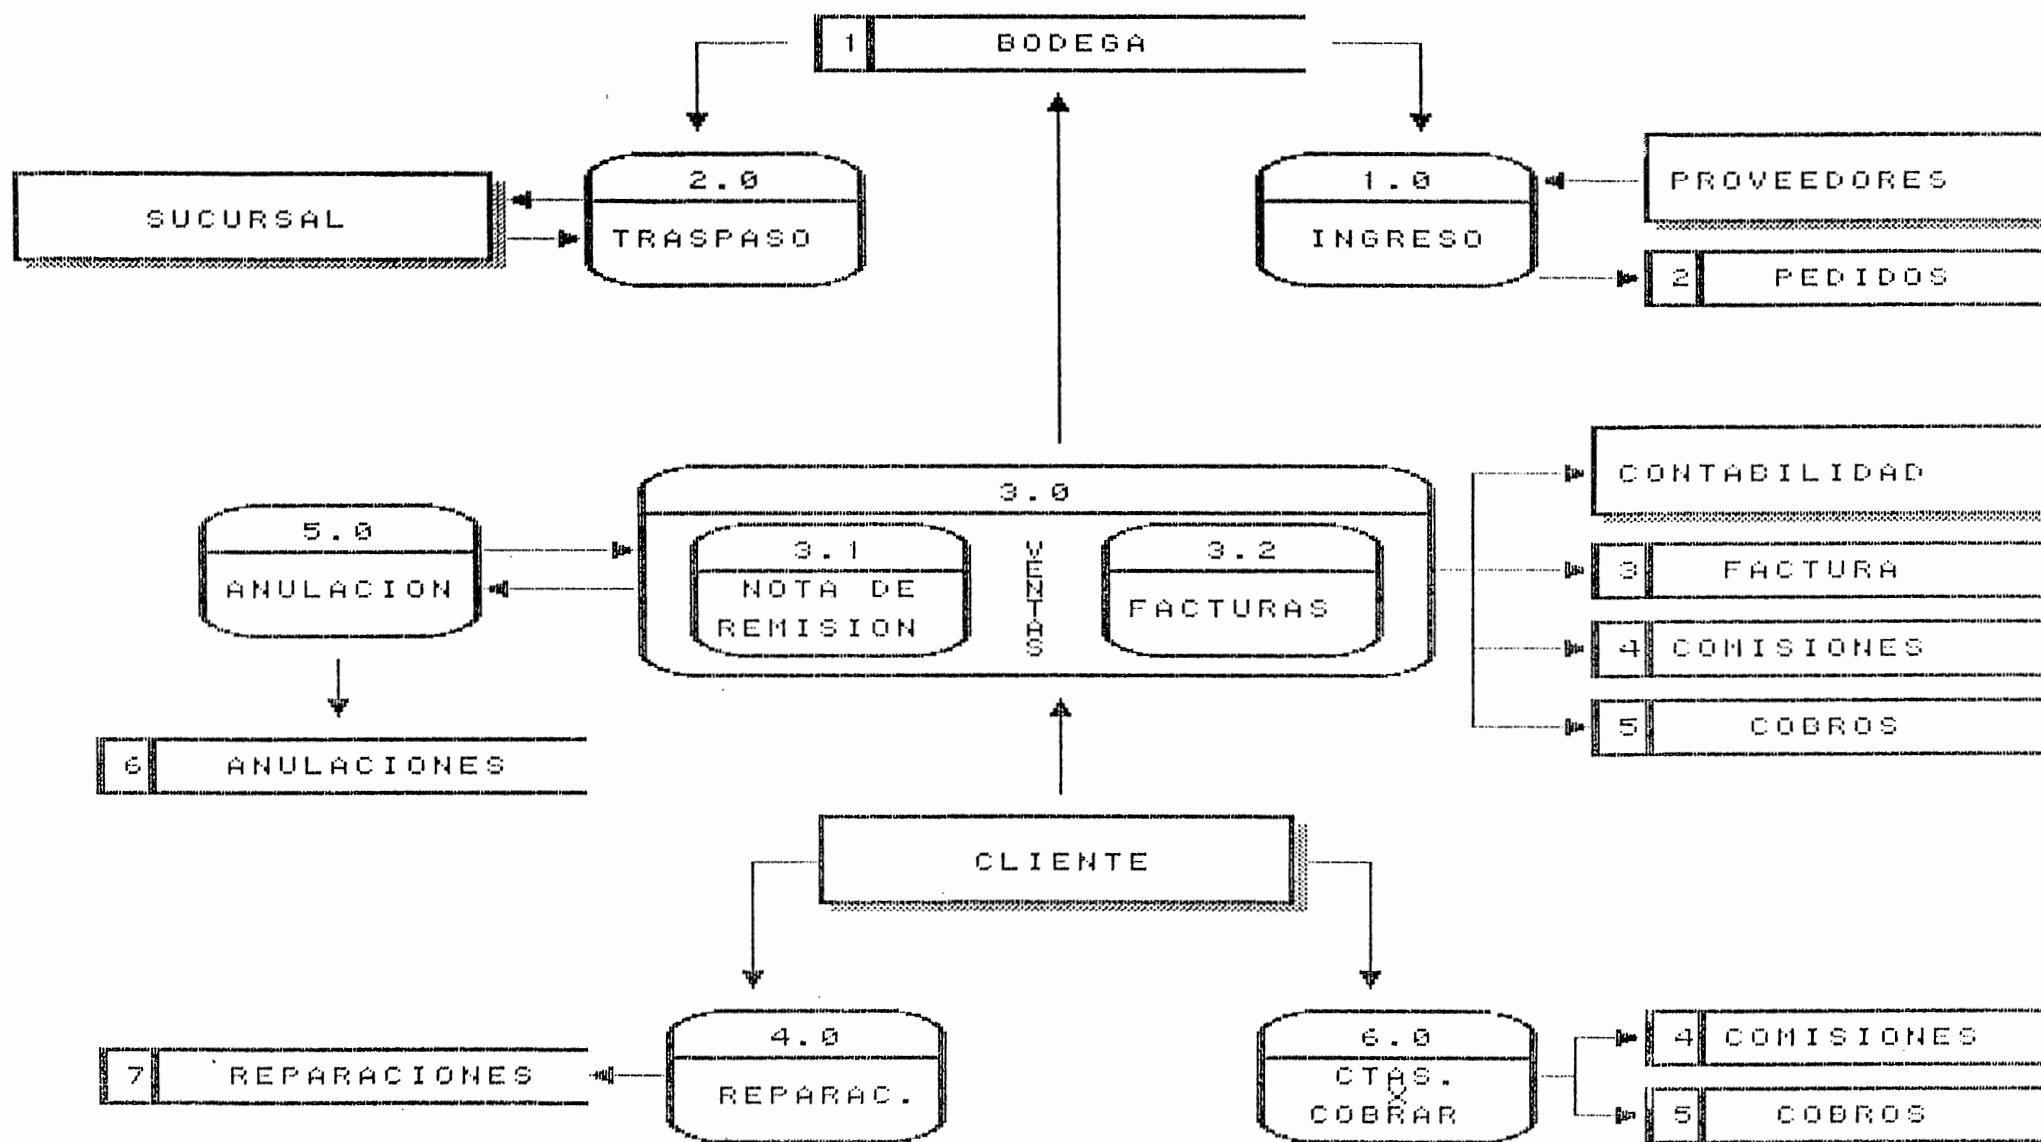 1 BODEGA
2.0
TRASPASO
SUCURSAL
1.0
INGRESO
PROVEEDORES
2 PEDIDOS
3.0
VENTAS
3.1
NOTA DE
REMISION
3.2
FACTURAS
5.0
ANULACION
CONTABILIDAD
3 FACTURA
4 COMISIONES
5 COBROS
6 ANULACIONES
CLIENTE
4.0
REPARAC.
7 REPARACIONES
6.0
CTAS.
X
COBRAR
4 COMISIONES
5 COBROS